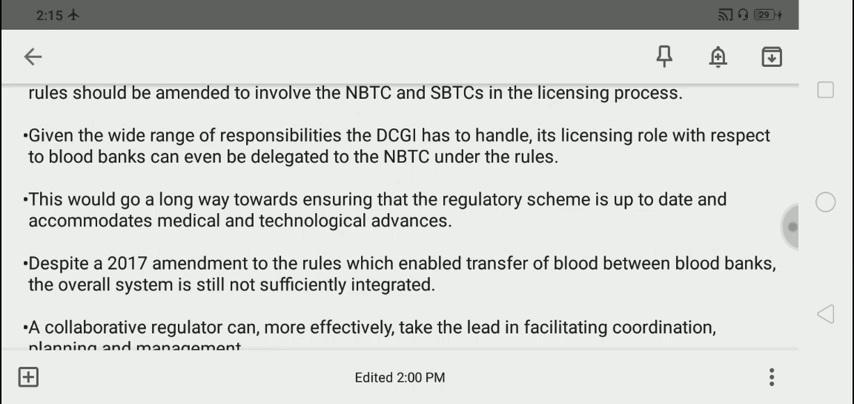 2:15
29
rules should be amended to involve the NBTC and SBTCs in the licensing process.
•Given the wide range of responsibilities the DCGI has to handle, its licensing role with respect
to blood banks can even be delegated to the NBTC under the rules.
•This would go a long way towards ensuring that the regulatory scheme is up to date and
accommodates medical and technological advances.
•Despite a 2017 amendment to the rules which enabled transfer of blood between blood banks,
the overall system is still not sufficiently integrated.
•A collaborative regulator can, more effectively, take the lead in facilitating coordination,
planning and management
Edited 2:00 PM